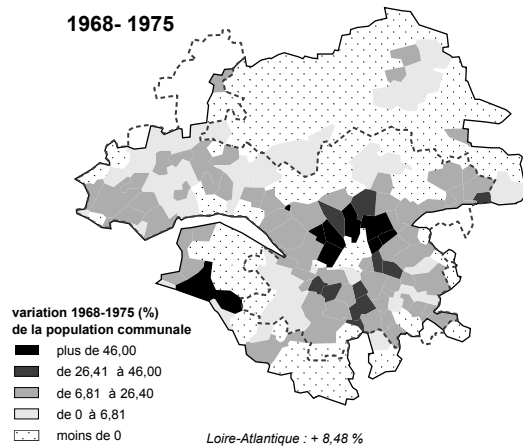 1968- 1975
variation 1968-1975 (%)
de la population communale
plus de 46,00
de 26,41 à 46,00
de 6,81 à 26,40
de 0 à 6,81
moins de 0
Loire-Atlantique : + 8,48 %